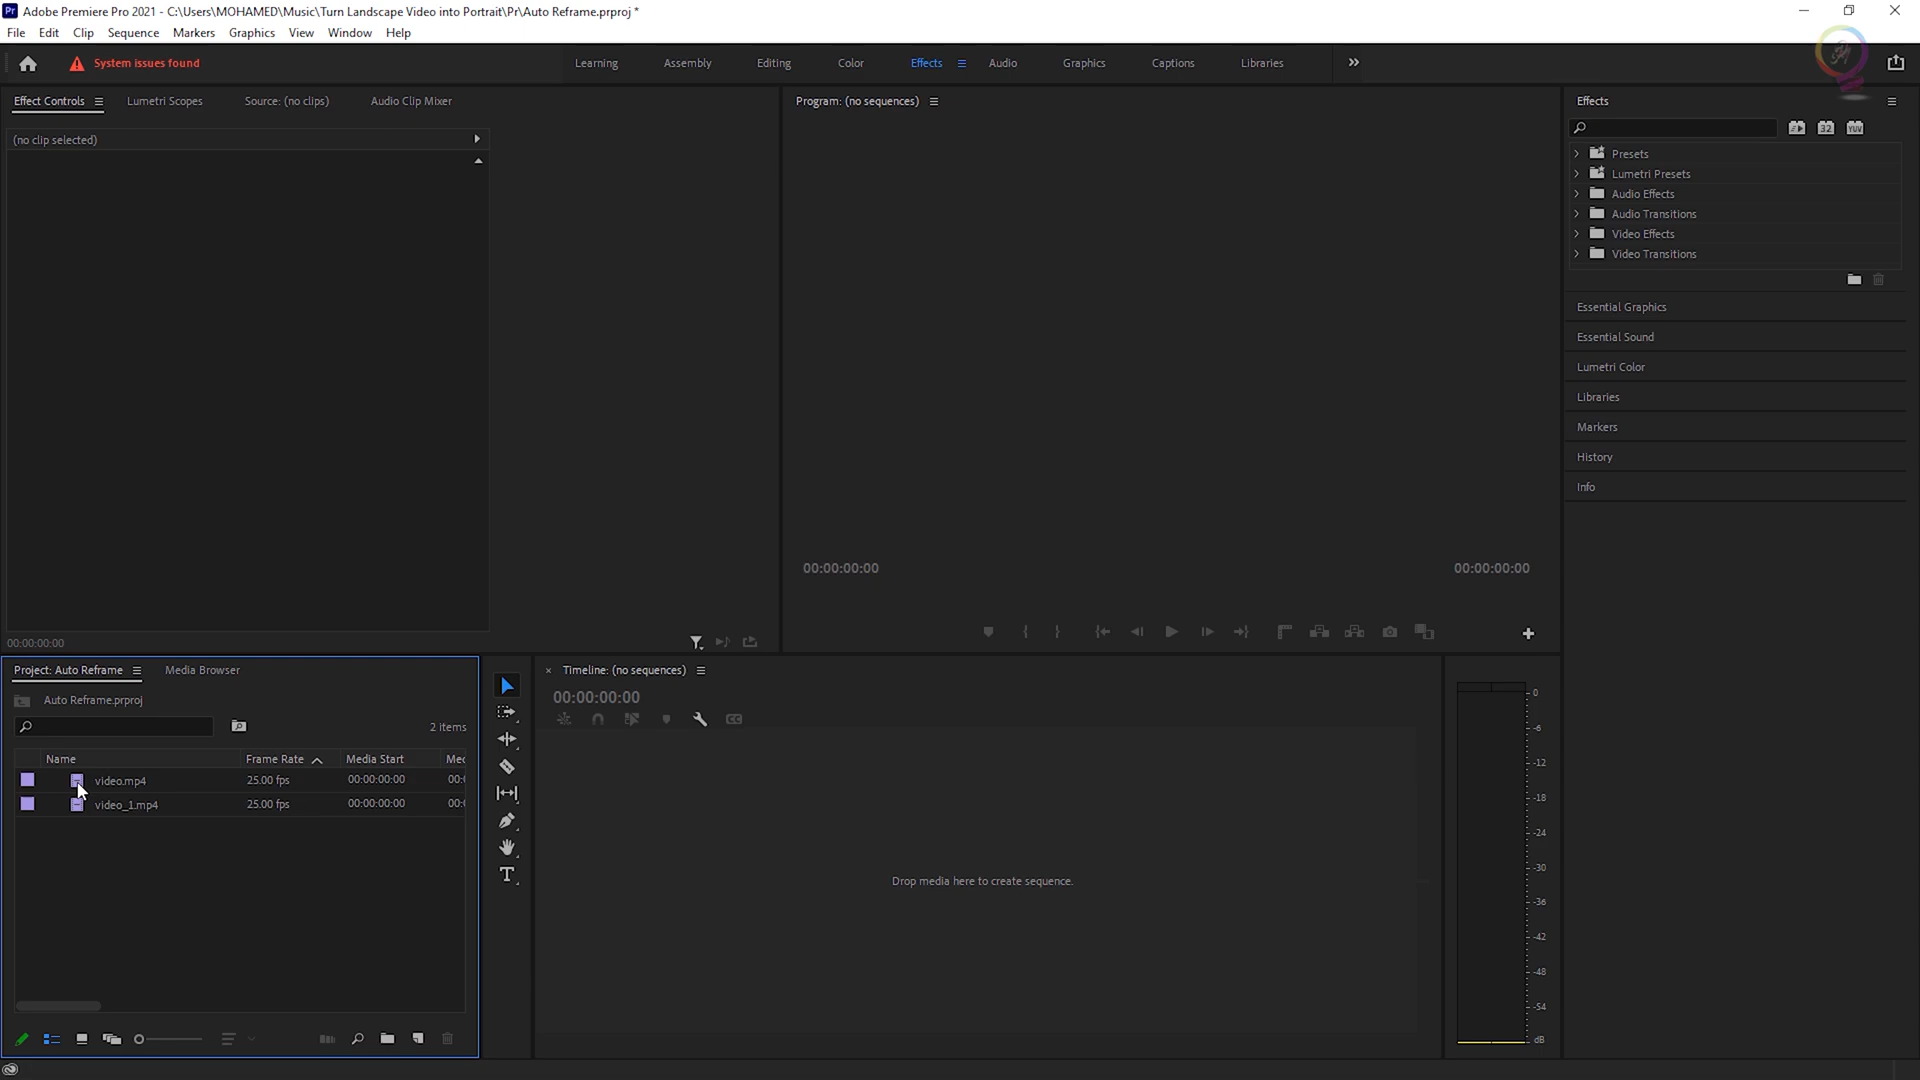 Pr Adobe Premiere Pro 2021 - C:\Users\MOHAMED\Music\Turn Landscape Video into Portrait\Pr\Auto Reframe.prproj *
File Edit Clip Sequence Markers Graphics View Window Help
System issues found Learning Assembly Editing Color Effects Audio Graphics Captions Libraries
Effect Controls Lumetri Scopes Source: (no clips) Audio Clip Mixer
Program: (no sequences)
Effects
(no clip selected)
32 YUV
Presets
Lumetri Presets
Audio Effects
Audio Transitions
Video Effects
Video Transitions
Essential Graphics
Essential Sound
Lumetri Color
Libraries
Markers
History
Info
00:00:00:00 00:00:00:00
00:00:00:00
Project: Auto Reframe Media Browser
Auto Reframe.prproj
2 items
Name Frame Rate Media Start Mec
video.mp4 25.00 fps 00:00:00:00 00:(
video_1.mp4 25.00 fps 00:00:00:00 00:(
T
× Timeline: (no sequences)
00:00:00:00
CC
Drop media here to create sequence.
0
-6
-12
-18
-24
-30
-36
-42
-48
-54
dB